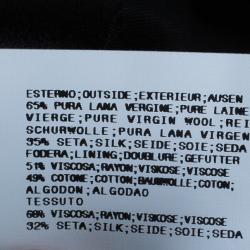 ESTERNO;OUTSIDE;EXTERIEUR;AUSEN
65% PURA LANA VERGINE;PURE LAINE
VIERGE;PURE VIRGIN WOOL;REI
SCHURWOLLE;PURA LANA VIRGEN
35% SETA;SILK;SEIDE;SOIE;SEDA
FODERA;LINING;DOUBLURE;GEFUTTER
51% VISCOSA;RAYON;VISKOSE;VISCOSE
49% COTONE;COTTON;BAUMWOLLE;COTON;
ALGODON;ALGODAO
TESSUTO
68% VISCOSA;RAYON;VISKOSE;VISCOSE
32% SETA;SILK;SEIDE;SOIE;SEDA